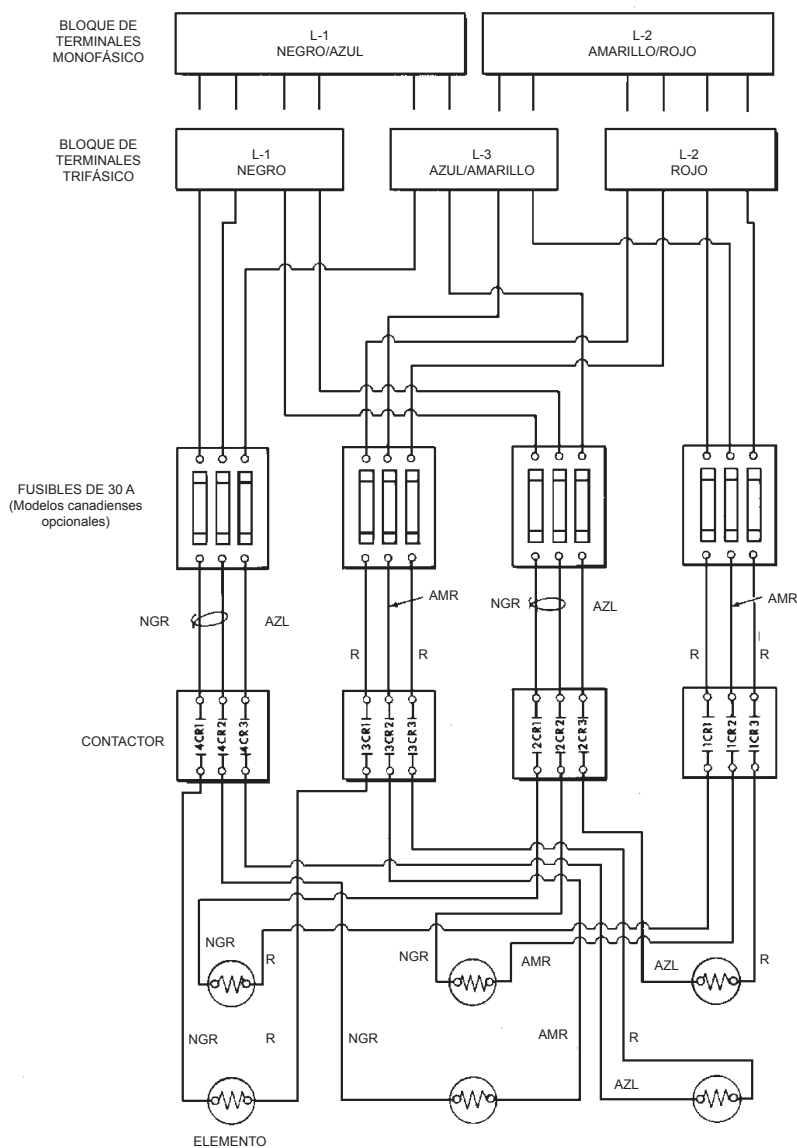 BLOQUE DE
TERMINALES
MONOFÁSICO
L-1
NEGRO/AZUL
L-2
AMARILLO/ROJO
BLOQUE DE
TERMINALES
TRIFÁSICO
L-1
NEGRO
L-3
AZUL/AMARILLO
L-2
ROJO
FUSIBLES DE 30 A
(Modelos canadienses
opcionales)
NGR
AZL
AMR
R
R
NGR
AZL
AMR
R
R
CONTACTOR
4CR1
4CR2
4CR3
3CR1
3CR2
3CR3
2CR1
2CR2
2CR3
1CR1
1CR2
1CR3
NGR
R
NGR
AMR
AZL
R
NGR
R
NGR
AMR
R
AZL
ELEMENTO